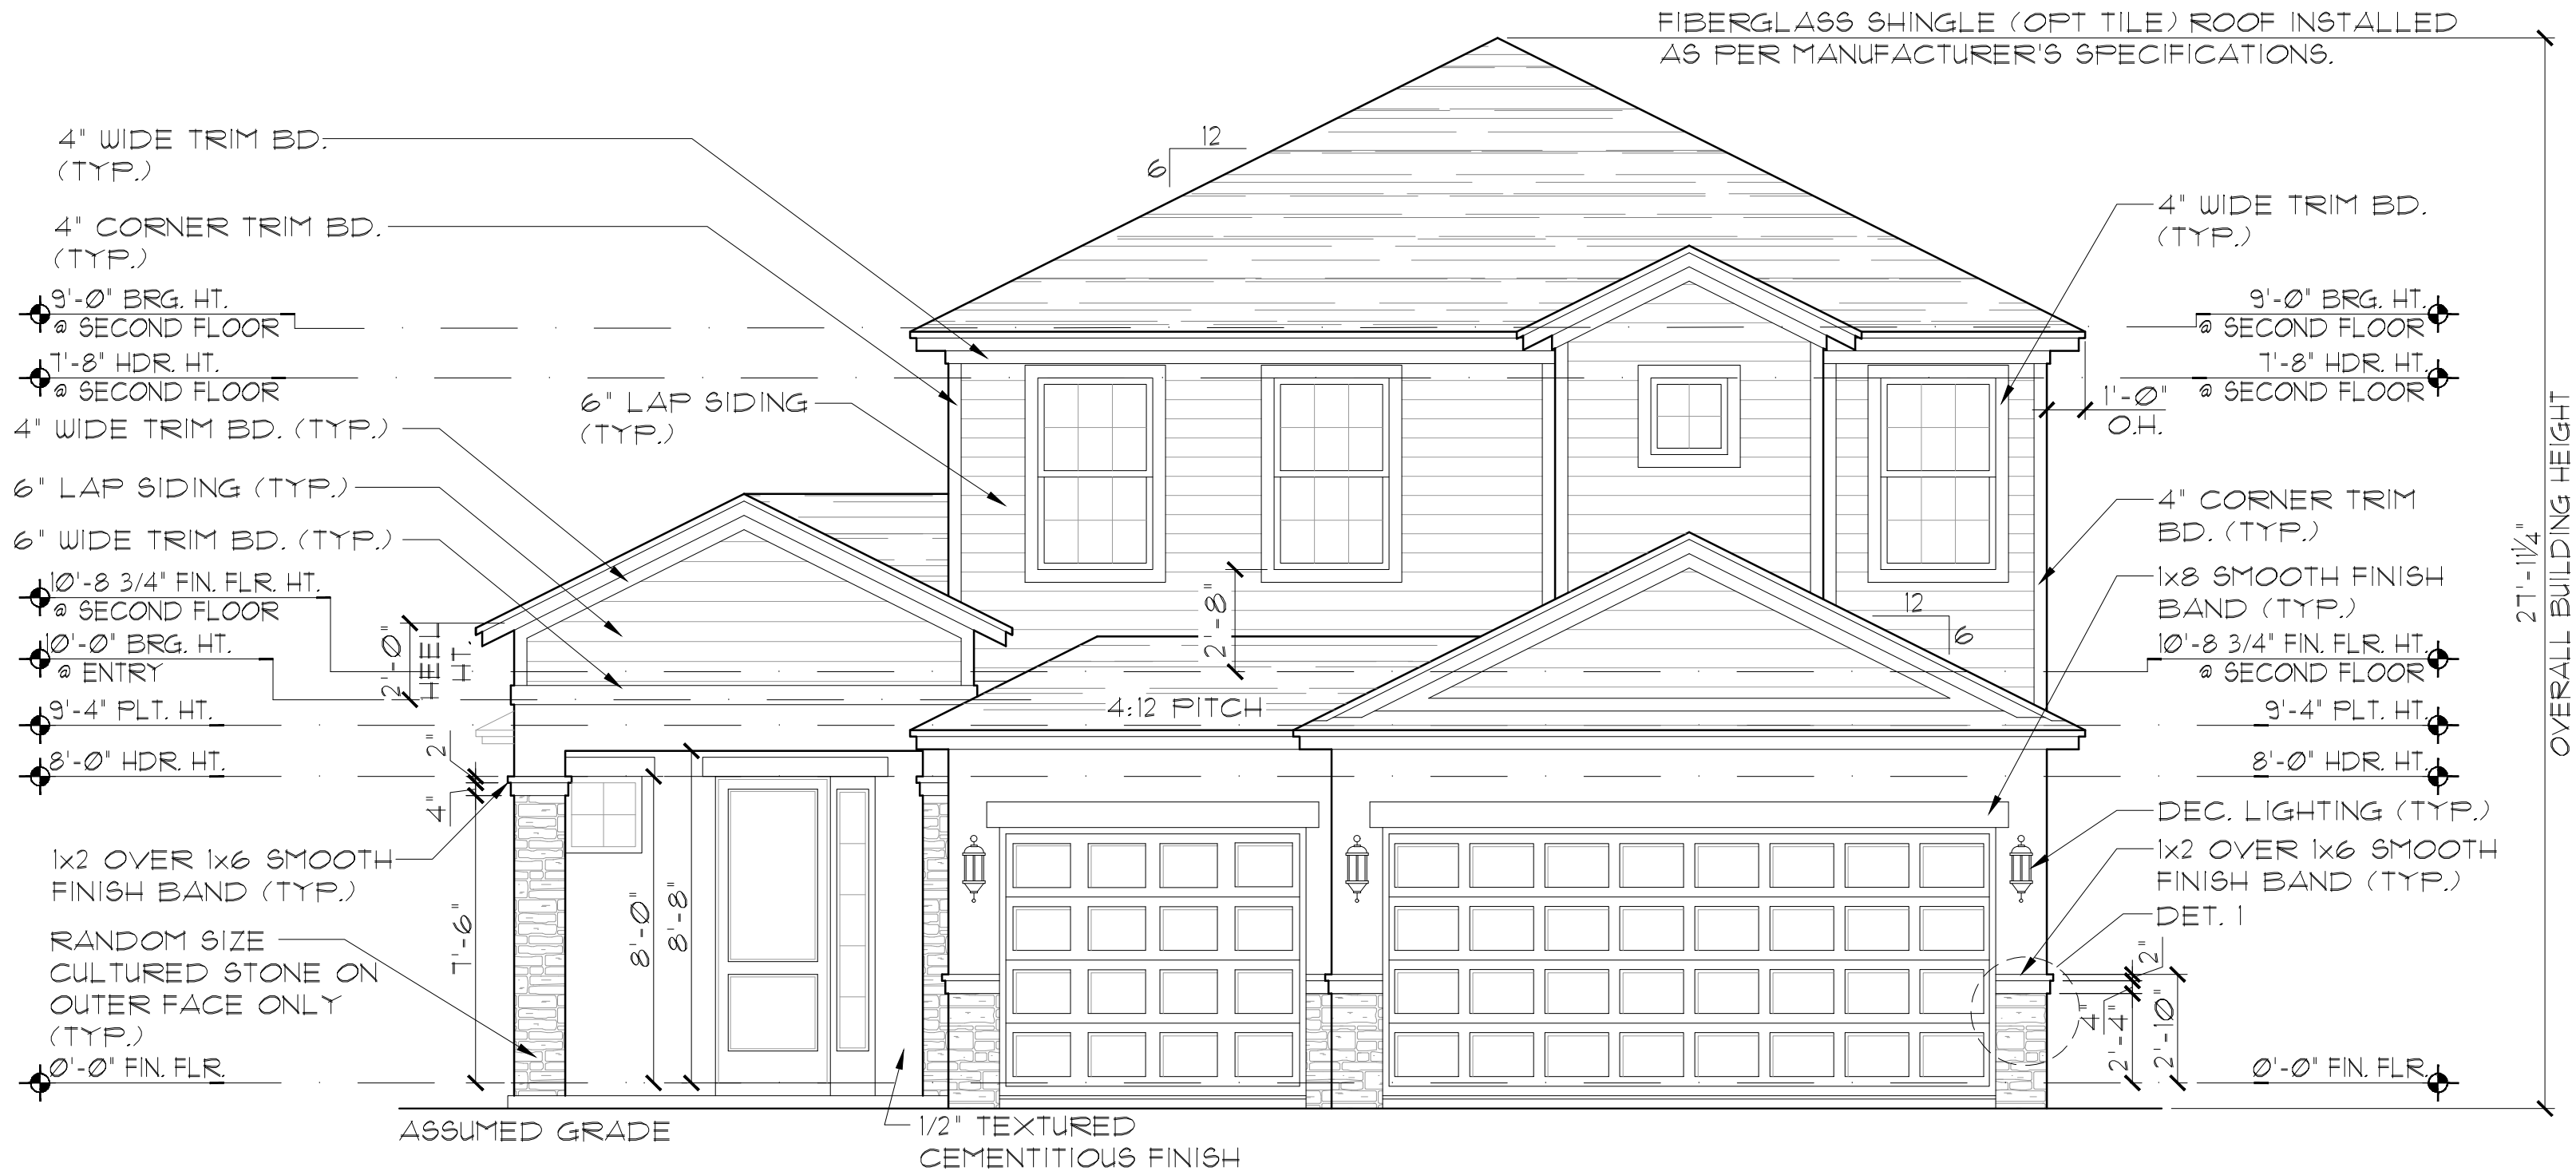 FIBERGLASS SHINGLE (OPT TILE) ROOF INSTALLED
AS PER MANUFACTURER'S SPECIFICATIONS.
4" WIDE TRIM BD.
(TYP.)
12
6
4" CORNER TRIM BD.
(TYP.)
9'-0" BRG. HT.
@ SECOND FLOOR
7'-8" HDR. HT.
@ SECOND FLOOR
6" LAP SIDING
(TYP.)
4" WIDE TRIM BD. (TYP.)
6" LAP SIDING (TYP.)
6" WIDE TRIM BD. (TYP.)
10'-8 3/4" FIN. FLR. HT.
@ SECOND FLOOR
10'-0" BRG. HT.
@ ENTRY
2'-0"
HEEL
HT.
9'-4" PLT. HT.
8'-0" HDR. HT.
2"
4"
1x2 OVER 1x6 SMOOTH
FINISH BAND (TYP.)
7'-6"
RANDOM SIZE
CULTURED STONE ON
OUTER FACE ONLY
(TYP.)
0'-0" FIN. FLR.
8'-0"
8'-8"
2'-8"
4:12 PITCH
ASSUMED GRADE
1/2" TEXTURED
CEMENTITIOUS FINISH
4" WIDE TRIM BD.
(TYP.)
9'-0" BRG. HT.
@ SECOND FLOOR
7'-8" HDR. HT.
@ SECOND FLOOR
1'-0"
O.H.
4" CORNER TRIM
BD. (TYP.)
1x8 SMOOTH FINISH
BAND (TYP.)
12
6
10'-8 3/4" FIN. FLR. HT.
@ SECOND FLOOR
9'-4" PLT. HT.
8'-0" HDR. HT.
DEC. LIGHTING (TYP.)
1x2 OVER 1x6 SMOOTH
FINISH BAND (TYP.)
DET. 1
2"
4"
2'-4"
2'-10"
0'-0" FIN. FLR.
27'-1 1/4"
OVERALL BUILDING HEIGHT